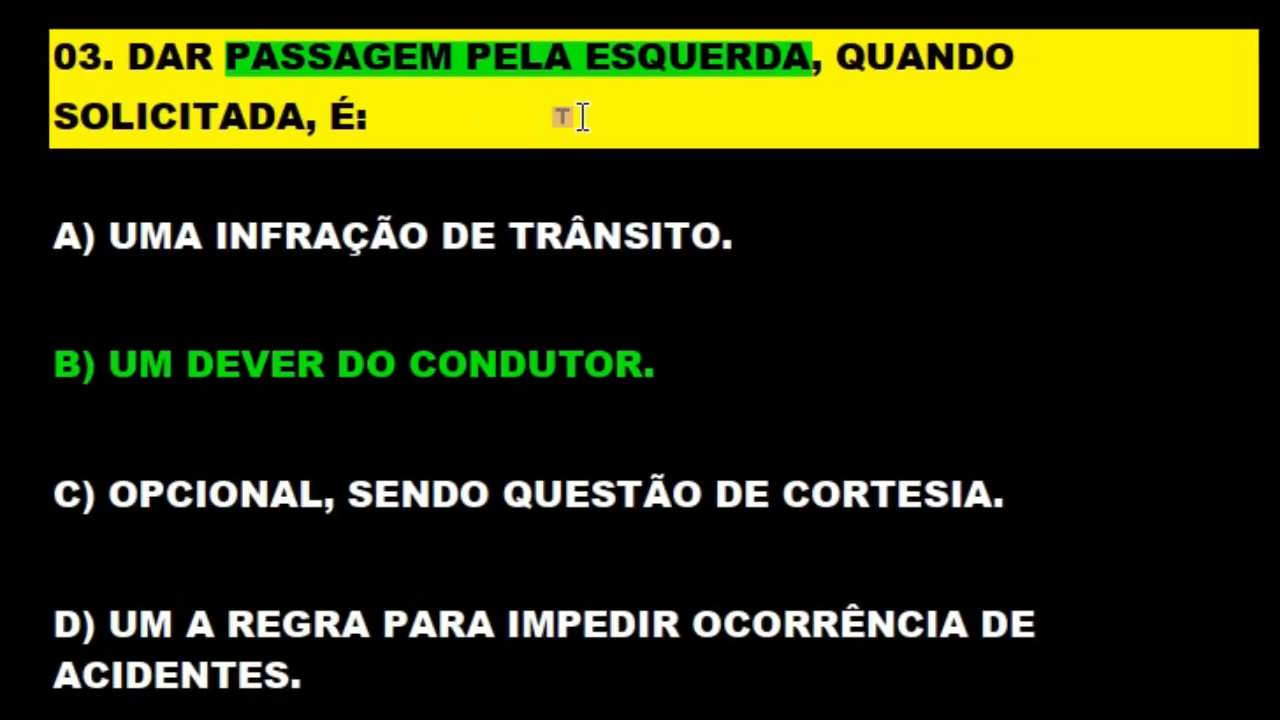 03. DAR PASSAGEM PELA ESQUERDA, QUANDO
SOLICITADA, É:
T
A) UMA INFRAÇÃO DE TRÂNSITO.
B) UM DEVER DO CONDUTOR.
C) OPCIONAL, SENDO QUESTÃO DE CORTESIA.
D) UM A REGRA PARA IMPEDIR OCORRÊNCIA DE
ACIDENTES.